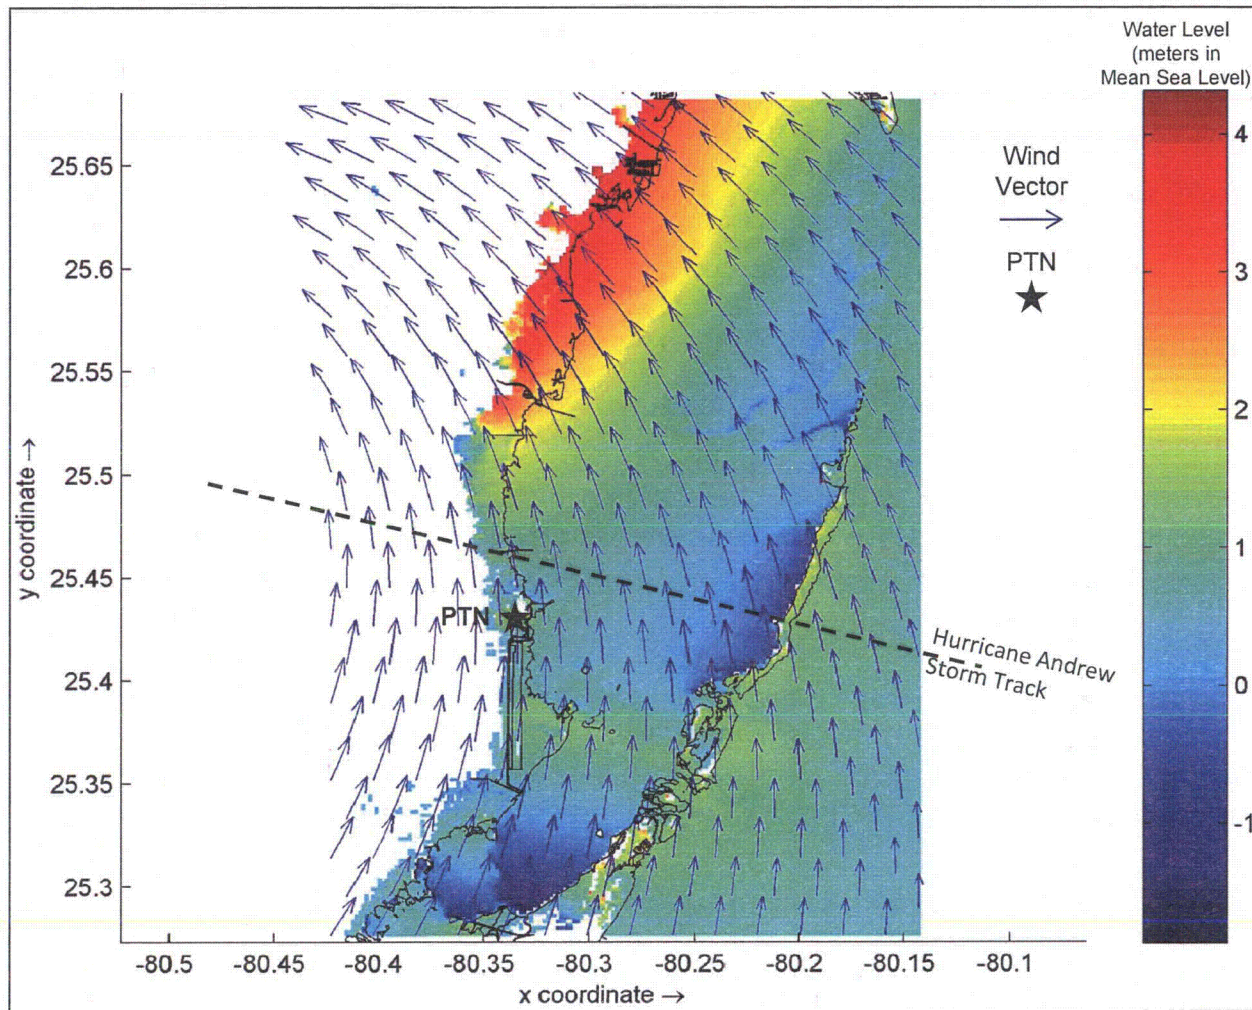 Water Level
(meters in
Mean Sea Level)
4
3
2
1
0
-1
Wind
Vector
PTN
PTN
Hurricane Andrew
Storm Track
25.65
25.6
25.55
25.5
25.45
25.4
25.35
25.3
y coordinate →
-80.5
-80.45
-80.4
-80.35
-80.3
-80.25
-80.2
-80.15
-80.1
x coordinate →